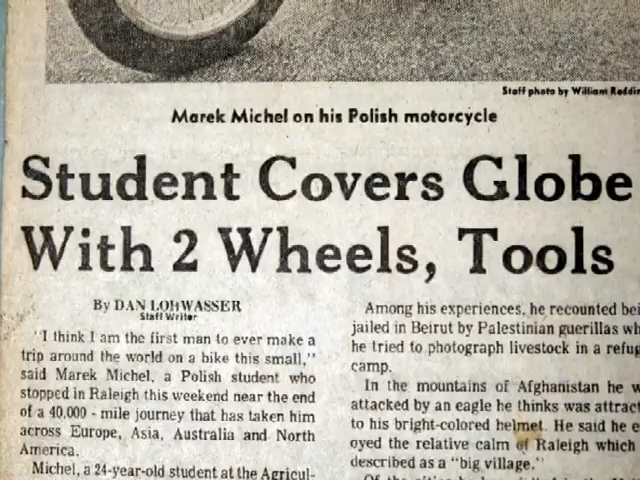 Staff photo by William Reddin
Marek Michel on his Polish motorcycle
Student Covers Globe
With 2 Wheels, Tools
By DAN LOHWASSER
Staff Writer
"I think I am the first man to ever make a
trip around the world on a bike this small,"
said Marek Michel, a Polish student who
stopped in Raleigh this weekend near the end
of a 40,000 - mile journey that has taken him
across Europe, Asia, Australia and North
America.
Michel, a 24-year-old student at the Agricul-
Among his experiences, he recounted bei
jailed in Beirut by Palestinian guerillas wh
he tried to photograph livestock in a refug
camp.
In the mountains of Afghanistan he w
attacked by an eagle he thinks was attract
to his bright-colored helmet. He said he e
oyed the relative calm of Raleigh which
described as a "big village."